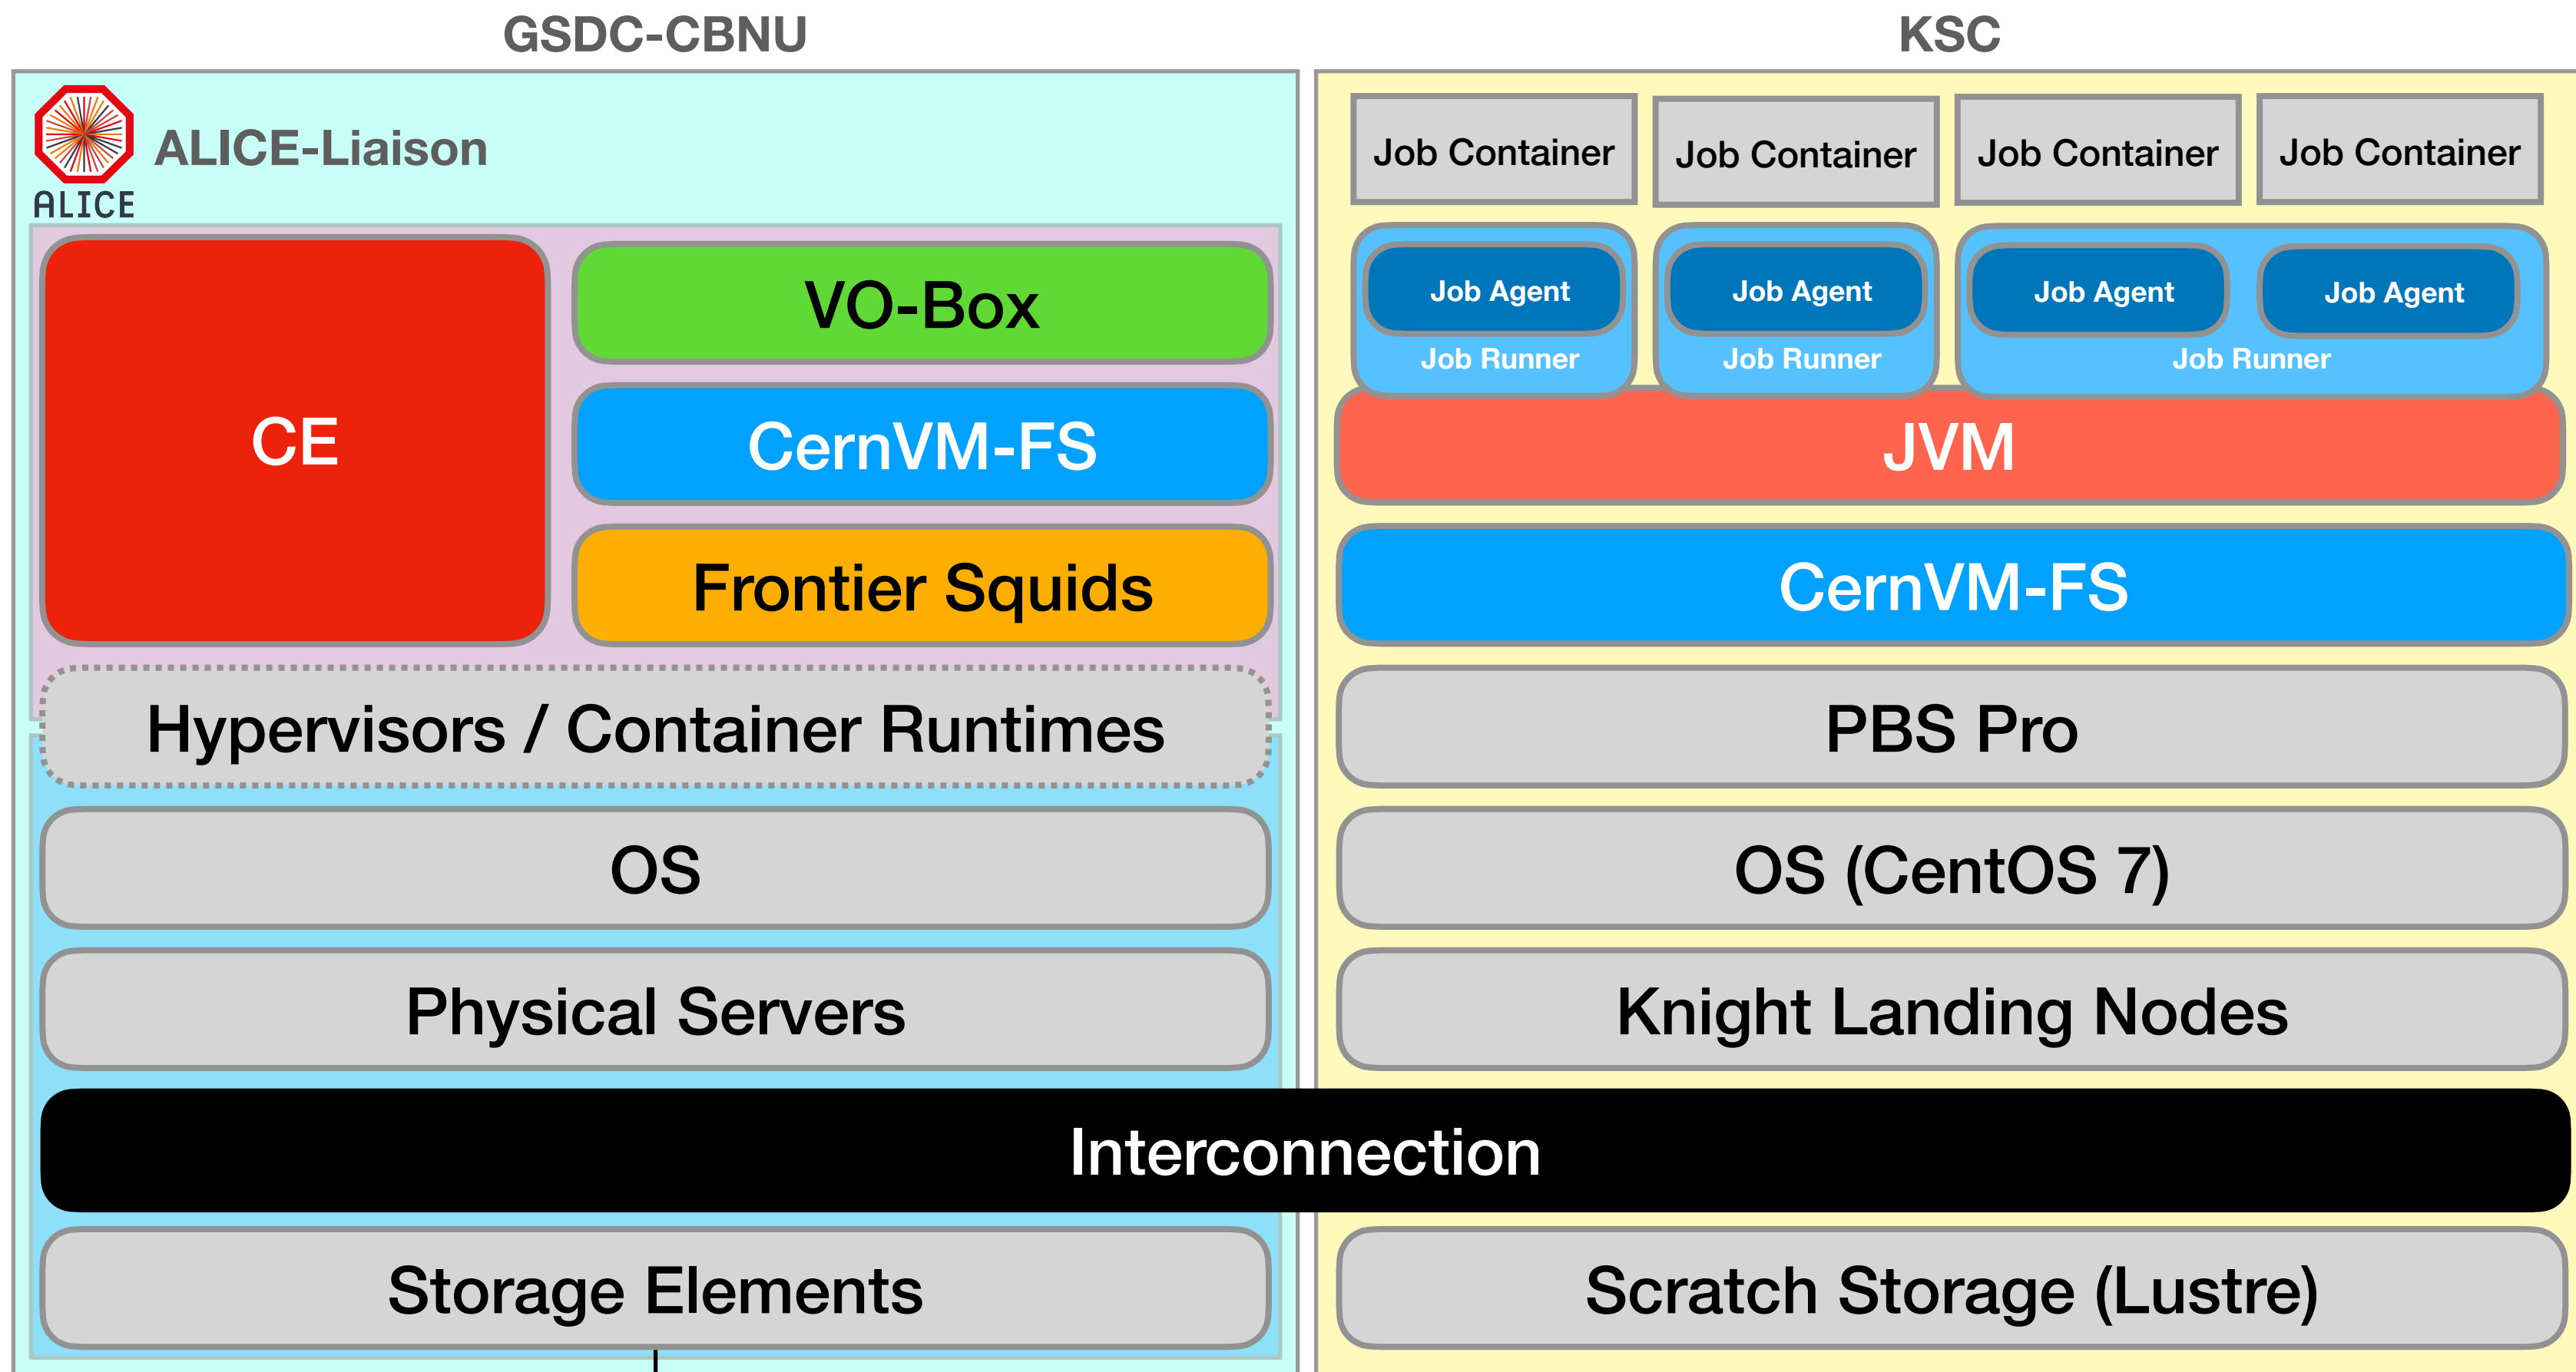 GSDC-CBNU
ALICE
ALICE-Liaison
CE
VO-Box
CernVM-FS
Frontier Squids
Hypervisors / Container Runtimes
OS
Physical Servers
Interconnection
Storage Elements
KSC
Job Container
Job Container
Job Container
Job Container
Job Agent
Job Agent
Job Agent
Job Agent
Job Runner
Job Runner
Job Runner
JVM
CernVM-FS
PBS Pro
OS (CentOS 7)
Knight Landing Nodes
Scratch Storage (Lustre)